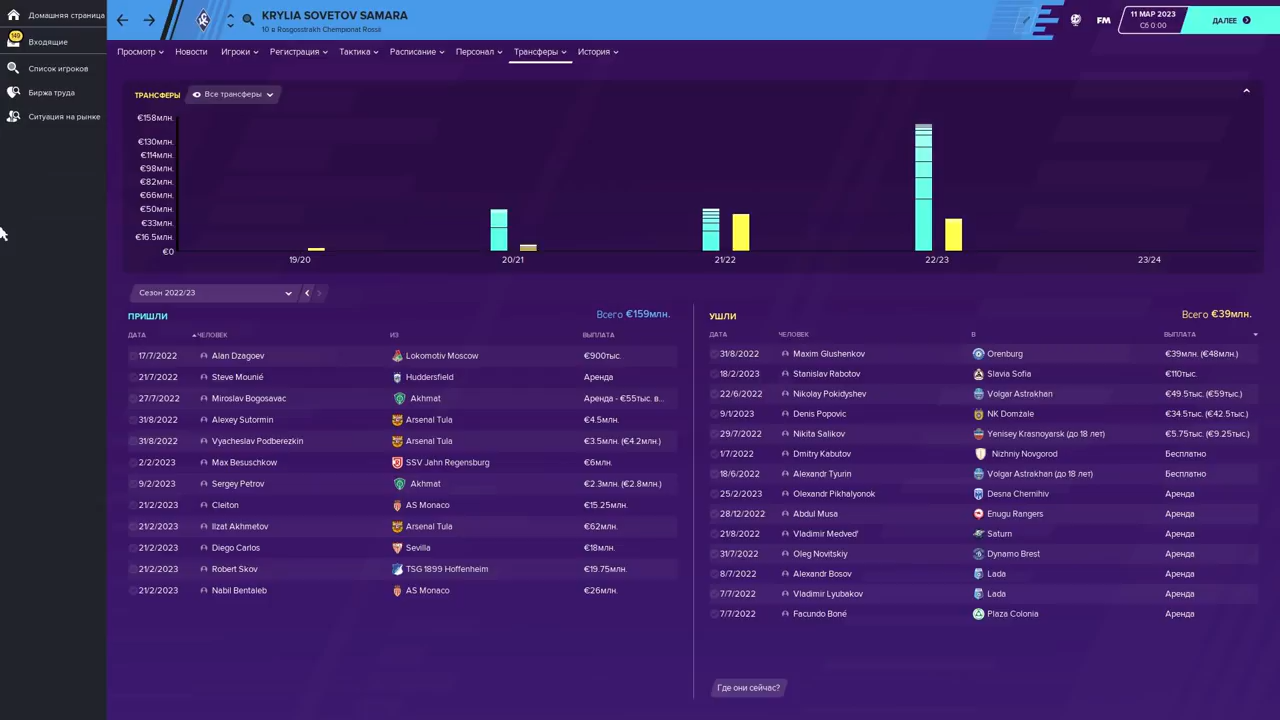 Домашняя страница
149
Входящие
Список игроков
Биржа труда
Ситуация на рынке
KRYLIA SOVETOV SAMARA
10 в Rosgosstrakh Chempionat Rossii
FM
11 МАР 2023
Сб 0:00
ДАЛЕЕ
Просмотр Новости Игроки Регистрация Тактика Расписание Персонал Трансферы История
ТРАНСФЕРЫ Все трансферы
€158млн.
€130млн.
€114млн.
€98млн.
€82млн.
€66млн.
€50млн.
€33млн.
€16.5млн.
€0
19/20 20/21 21/22 22/23 23/24
Сезон 2022/23
ПРИШЛИ Всего €159млн.
ДАТА ЧЕЛОВЕК ИЗ ВЫПЛАТА
17/7/2022 Alan Dzagoev Lokomotiv Moscow €900тыс.
21/7/2022 Steve Mounié Huddersfield Аренда
27/7/2022 Miroslav Bogosavac Akhmat Аренда - €55тыс. в...
31/8/2022 Alexey Sutormin Arsenal Tula €4.5млн.
31/8/2022 Vyacheslav Podberezkin Arsenal Tula €3.5млн. (€4.2млн.)
2/2/2023 Max Besuschkow SSV Jahn Regensburg €6млн.
9/2/2023 Sergey Petrov Akhmat €2.3млн. (€2.8млн.)
21/2/2023 Cleiton AS Monaco €15.25млн.
21/2/2023 Ilzat Akhmetov Arsenal Tula €62млн.
21/2/2023 Diego Carlos Sevilla €18млн.
21/2/2023 Robert Skov TSG 1899 Hoffenheim €19.75млн.
21/2/2023 Nabil Bentaleb AS Monaco €26млн.
УШЛИ Всего €39млн.
ДАТА ЧЕЛОВЕК В ВЫПЛАТА
31/8/2022 Maxim Glushenkov Orenburg €39млн. (€48млн.)
18/2/2023 Stanislav Rabotov Slavia Sofia €110тыс.
22/6/2022 Nikolay Pokidyshev Volgar Astrakhan €49.5тыс. (€59тыс.)
9/1/2023 Denis Popovic NK Domžale €34.5тыс. (€42.5тыс.)
29/7/2022 Nikita Salikov Yenisey Krasnoyarsk (до 18 лет) €5.75тыс. (€9.25тыс.)
1/7/2022 Dmitry Kabutov Nizhniy Novgorod Бесплатно
18/6/2022 Alexandr Tyurin Volgar Astrakhan (до 18 лет) Бесплатно
25/2/2023 Olexandr Pikhalyonok Desna Chernihiv Аренда
28/12/2022 Abdul Musa Enugu Rangers Аренда
21/8/2022 Vladimir Medved' Saturn Аренда
31/7/2022 Oleg Novitskiy Dynamo Brest Аренда
8/7/2022 Alexandr Bosov Lada Аренда
7/7/2022 Vladimir Lyubakov Lada Аренда
7/7/2022 Facundo Boné Plaza Colonia Аренда
Где они сейчас?